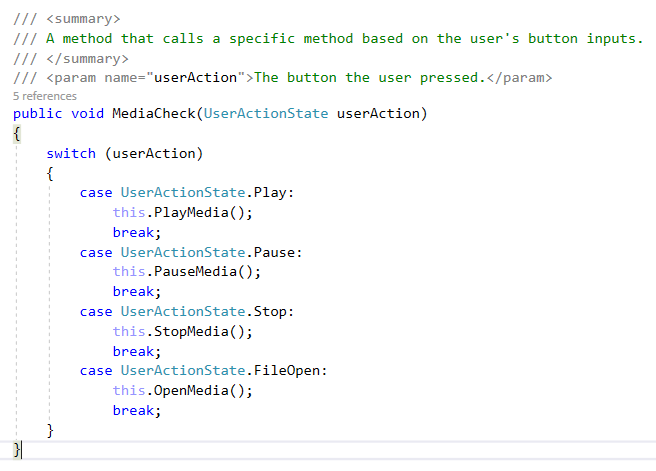 /// <summary>
/// A method that calls a specific method based on the user's button inputs.
/// </summary>
/// <param name="userAction">The button the user pressed.</param>
5 references
public void MediaCheck(UserActionState userAction)
{
    switch (userAction)
    {
        case UserActionState.Play:
            this.PlayMedia();
            break;
        case UserActionState.Pause:
            this.PauseMedia();
            break;
        case UserActionState.Stop:
            this.StopMedia();
            break;
        case UserActionState.FileOpen:
            this.OpenMedia();
            break;
    }
}